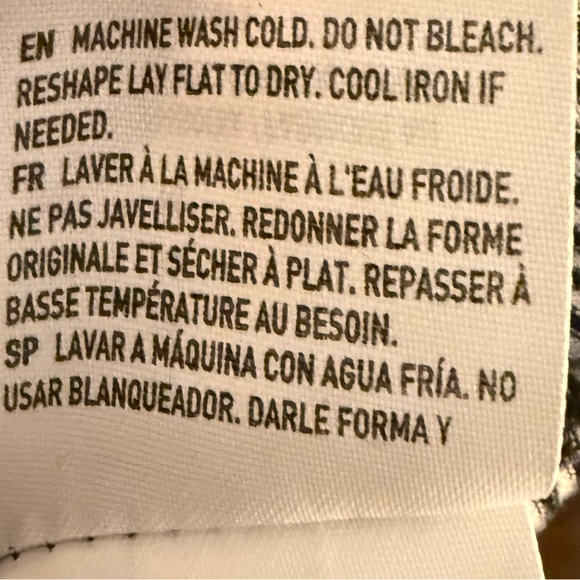 EN MACHINE WASH COLD. DO NOT BLEACH.
RESHAPE LAY FLAT TO DRY. COOL IRON IF
NEEDED.
FR LAVER À LA MACHINE À L'EAU FROIDE.
NE PAS JAVELLISER. REDONNER LA FORME
ORIGINALE ET SÉCHER À PLAT. REPASSER À
BASSE TEMPÉRATURE AU BESOIN.
SP LAVAR A MÁQUINA CON AGUA FRÍA. NO
USAR BLANQUEADOR. DARLE FORMA Y